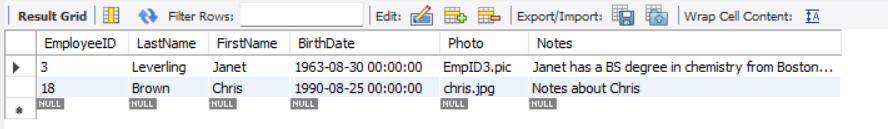 Result Grid Filter Rows: Edit: Export/Import: Wrap Cell Content: IA
EmployeeID LastName FirstName BirthDate Photo Notes
3 Leverling Janet 1963-08-30 00:00:00 EmpID3.pic Janet has a BS degree in chemistry from Boston...
18 Brown Chris 1990-08-25 00:00:00 chris.jpg Notes about Chris
NULL NULL NULL NULL NULL NULL